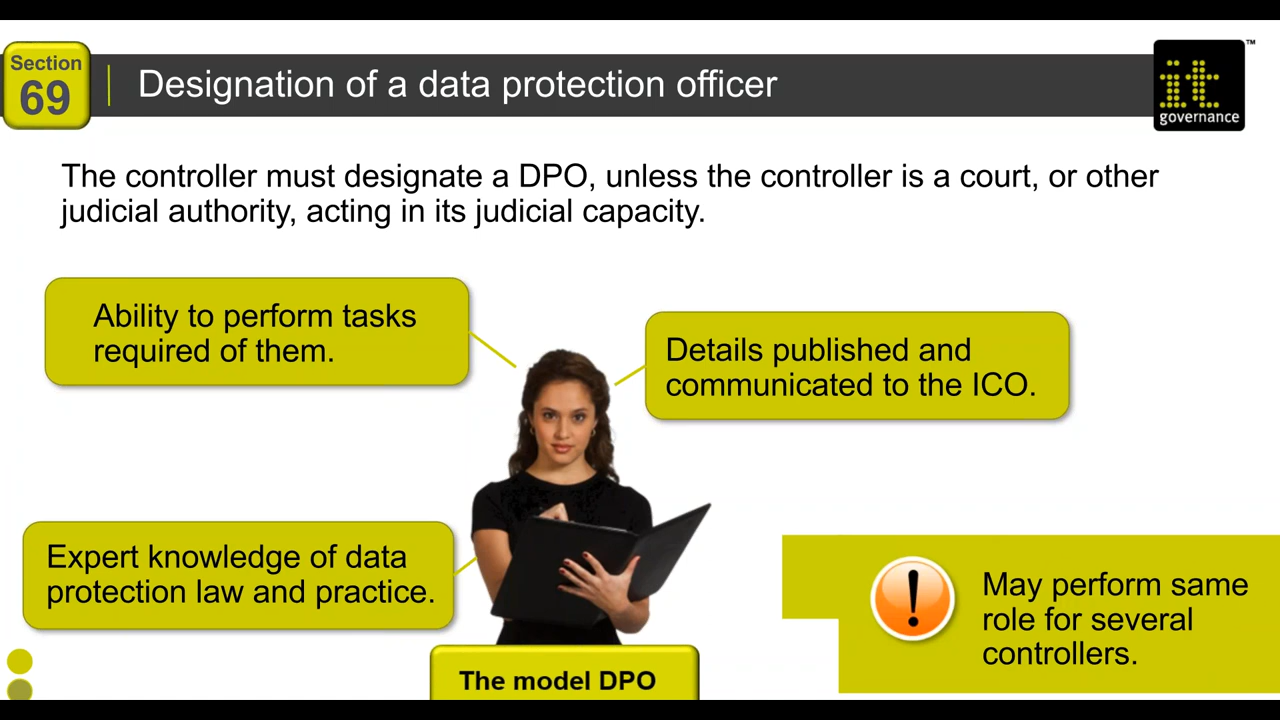 Section
69
Designation of a data protection officer
™
it
governance
The controller must designate a DPO, unless the controller is a court, or other
judicial authority, acting in its judicial capacity.
Ability to perform tasks
required of them.
Details published and
communicated to the ICO.
Expert knowledge of data
protection law and practice.
!
May perform same
role for several
controllers.
The model DPO